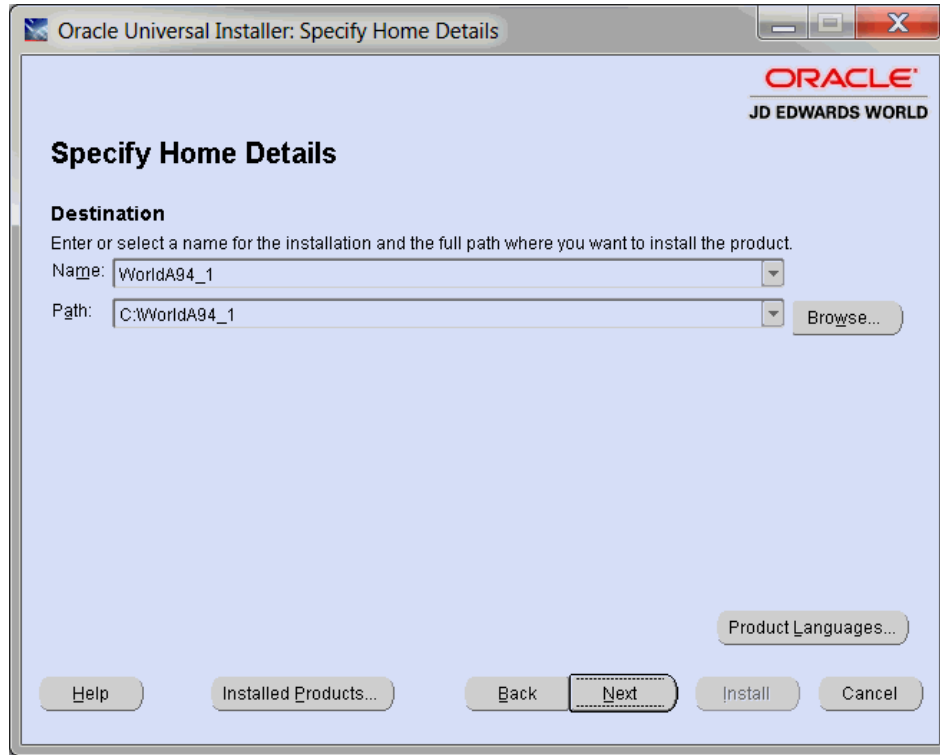 Oracle Universal Installer: Specify Home Details
ORACLE
JD EDWARDS WORLD
Specify Home Details
Destination
Enter or select a name for the installation and the full path where you want to install the product.
Name: WorldA94_1
Path: C:\WorldA94_1 Browse...
Product Languages...
Help Installed Products... Back Next Install Cancel